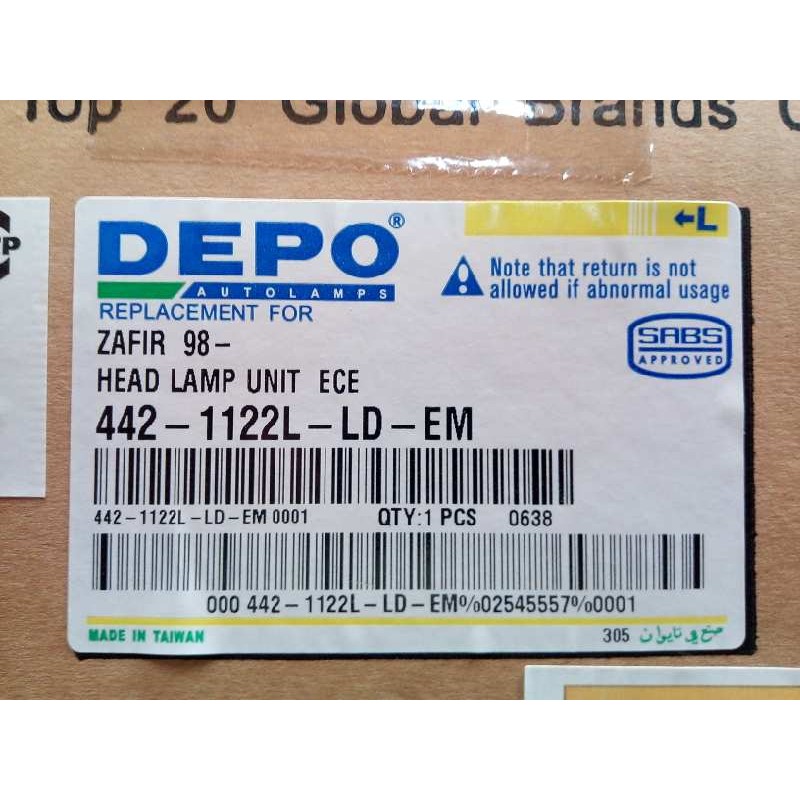 Top 20 Global Brands
DEPO®
AUTOLAMPS
REPLACEMENT FOR
←L
Note that return is not
allowed if abnormal usage
SABS
APPROVED
ZAFIR 98-
HEAD LAMP UNIT ECE
442-1122L-LD-EM
442-1122L-LD-EM 0001 QTY:1 PCS 0638
000 442-1122L-LD-EM%02545557%0001
MADE IN TAIWAN
305 صنع في تايوان